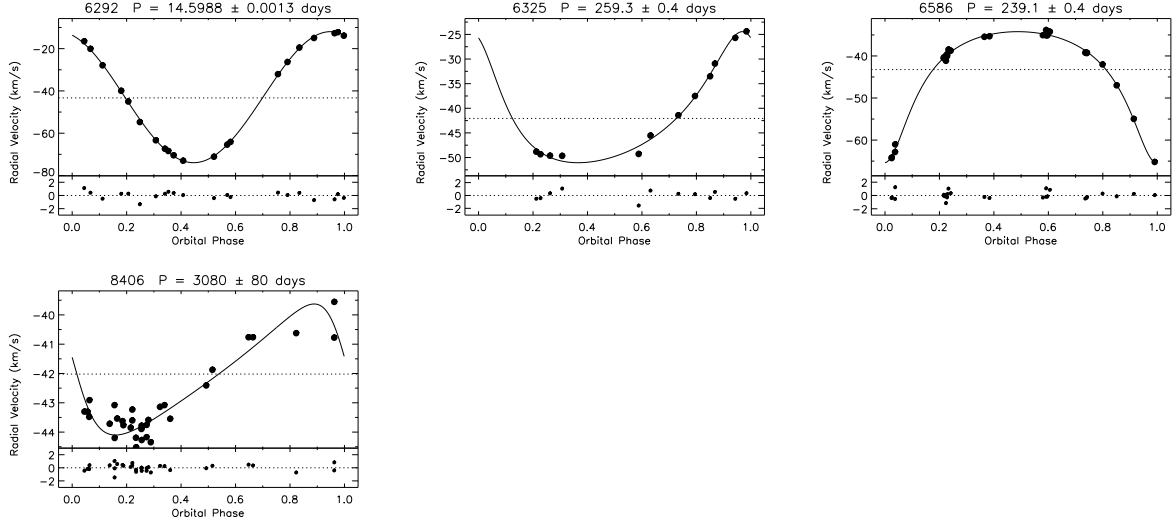 6292 P = 14.5988 ± 0.0013 days
6325 P = 259.3 ± 0.4 days
6586 P = 239.1 ± 0.4 days
Radial Velocity (km/s)
-20
-40
-60
-80
2
0
-2
0.0 0.2 0.4 0.6 0.8 1.0
Orbital Phase
Radial Velocity (km/s)
-25
-30
-35
-40
-45
-50
2
0
-2
0.0 0.2 0.4 0.6 0.8 1.0
Orbital Phase
Radial Velocity (km/s)
-40
-50
-60
2
0
-2
0.0 0.2 0.4 0.6 0.8 1.0
Orbital Phase
8406 P = 3080 ± 80 days
Radial Velocity (km/s)
-40
-41
-42
-43
-44
2
0
-2
0.0 0.2 0.4 0.6 0.8 1.0
Orbital Phase